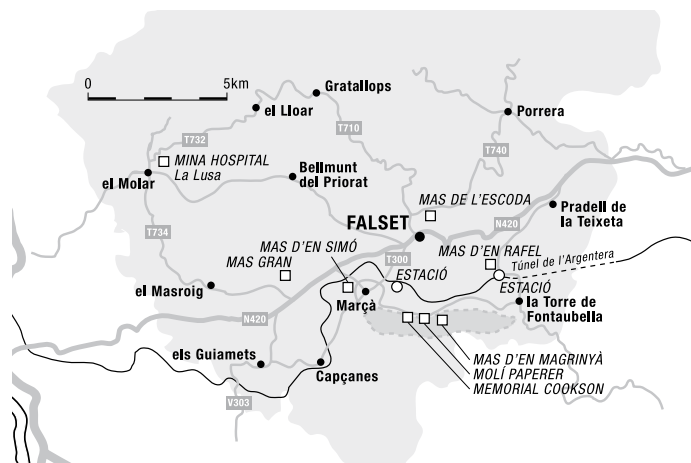 0
5km
Gratallops
el Lloar
Porrera
T710
T732
T740
MINA HOSPITAL
La Lusa
el Molar
Bellmunt
del Priorat
MAS DE L'ESCODA
Pradell de
la Teixeta
N420
FALSET
T734
MAS D'EN SIMÓ
MAS GRAN
T300
MAS D'EN RAFEL
Túnel de l'Argentera
ESTACIÓ
ESTACIÓ
el Masroig
Marçà
la Torre de
Fontaubella
N420
els Guiamets
Capçanes
MAS D'EN MAGRINYÀ
MOLÍ PAPERER
MEMORIAL COOKSON
V303